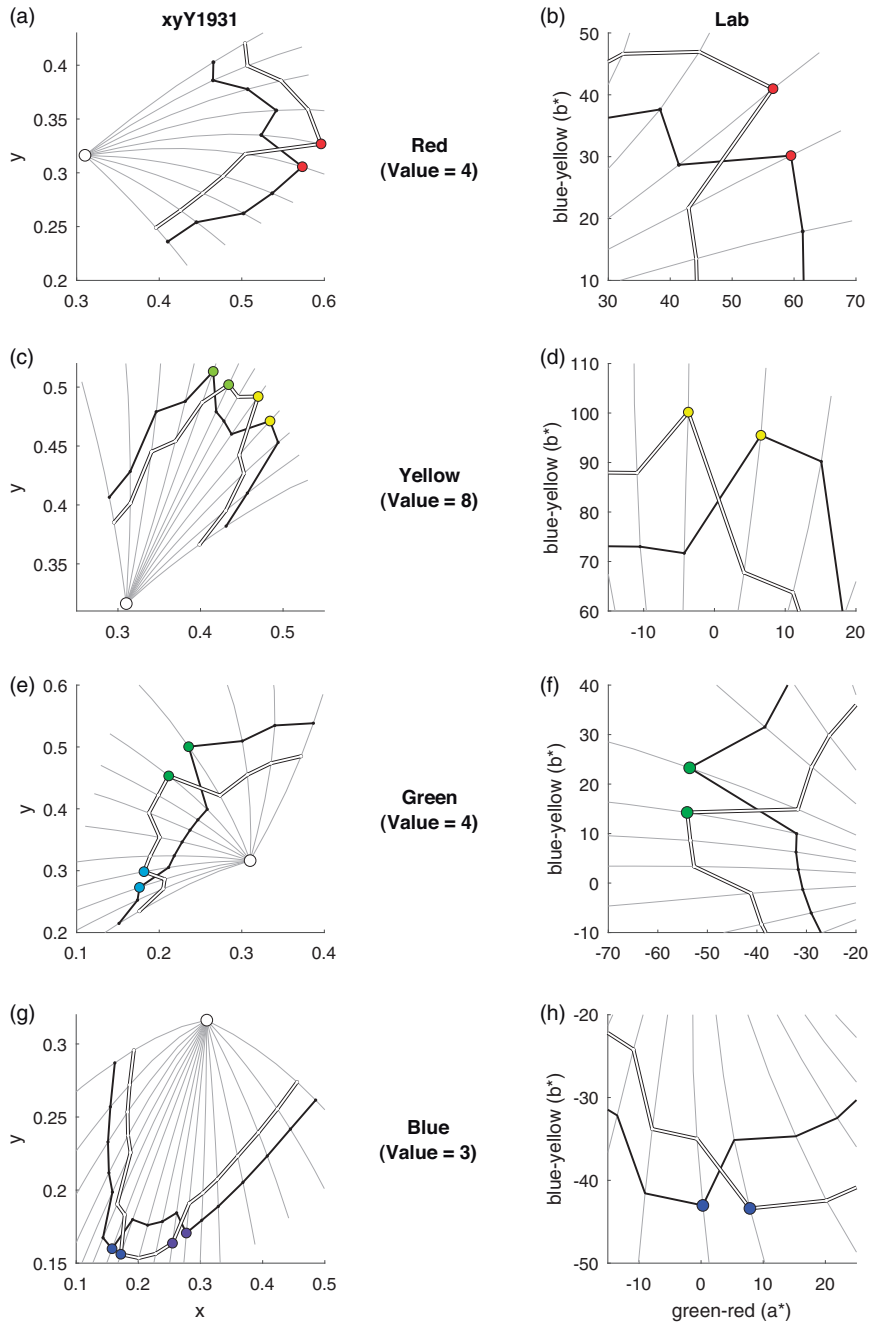 (a) xyY1931
(b) Lab
y
0.4
0.35
0.3
0.25
0.2
0.3 0.4 0.5 0.6
Red
(Value = 4)
blue-yellow (b*)
50
40
30
20
10
30 40 50 60 70
(c)
y
0.5
0.45
0.4
0.35
0.3 0.4 0.5
Yellow
(Value = 8)
(d)
blue-yellow (b*)
110
100
90
80
70
60
-10 0 10 20
(e)
y
0.6
0.5
0.4
0.3
0.2
0.1 0.2 0.3 0.4
Green
(Value = 4)
(f)
blue-yellow (b*)
40
30
20
10
0
-10
-70 -60 -50 -40 -30 -20
(g)
y
0.3
0.25
0.2
0.15
0.1 0.2 0.3 0.4 0.5
x
Blue
(Value = 3)
(h)
blue-yellow (b*)
-20
-30
-40
-50
-10 0 10 20
green-red (a*)